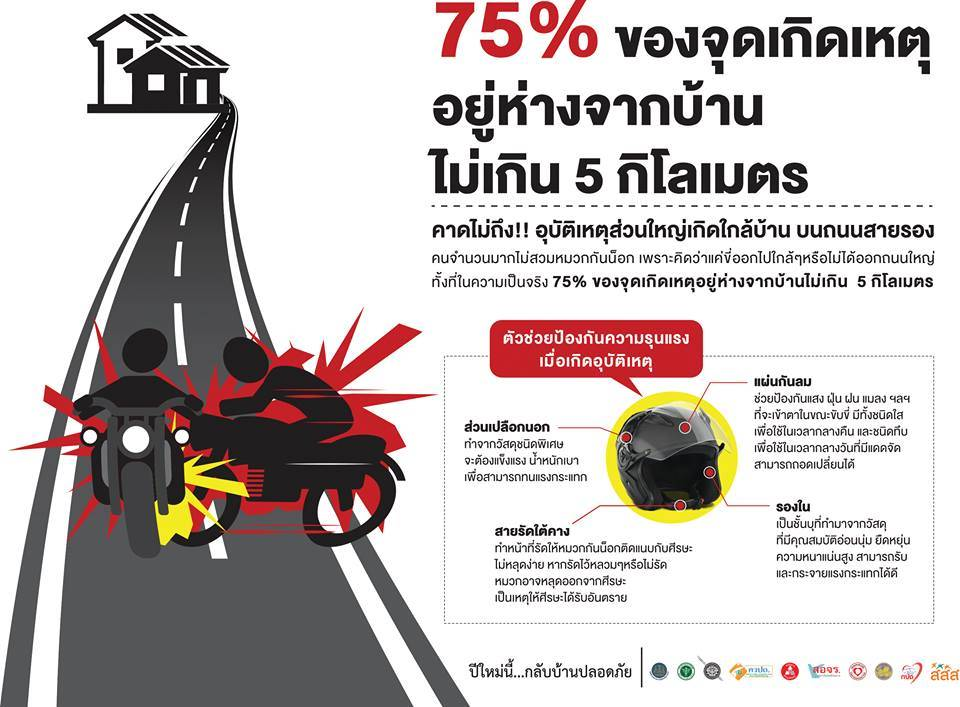 75% ของจุดเกิดเหตุ
อยู่ห่างจากบ้าน
ไม่เกิน 5 กิโลเมตร
คาดไม่ถึง!! อุบัติเหตุส่วนใหญ่เกิดใกล้บ้าน บนถนนสายรอง
คนจำนวนมากไม่สวมหมวกกันน็อก เพราะคิดว่าแค่ขี่ออกไปใกล้ๆหรือไม่ได้ออกถนนใหญ่
ทั้งที่ในความเป็นจริง 75% ของจุดเกิดเหตุอยู่ห่างจากบ้านไม่เกิน 5 กิโลเมตร
ตัวช่วยป้องกันความรุนแรง
เมื่อเกิดอุบัติเหตุ
ส่วนเปลือกนอก
ทำจากวัสดุชนิดพิเศษ
จะต้องแข็งแรง น้ำหนักเบา
เพื่อสามารถทนแรงกระแทก
แผ่นกันลม
ช่วยป้องกันแสง ฝุ่น ฝน แมลง ฯลฯ
ที่จะเข้าตาในขณะขับขี่ มีทั้งชนิดใส
เพื่อใช้ในเวลากลางคืน และชนิดทึบ
เพื่อใช้ในเวลากลางวันที่มีแดดจัด
สามารถถอดเปลี่ยนได้
สายรัดใต้คาง
ทำหน้าที่รัดให้หมวกกันน็อกติดแนบกับศีรษะ
ไม่หลุดง่าย หากรัดไว้หลวมๆหรือไม่รัด
หมวกอาจหลุดออกจากศีรษะ
เป็นเหตุให้ศีรษะได้รับอันตราย
รองใน
เป็นชั้นบุที่ทำมาจากวัสดุ
ที่มีคุณสมบัติอ่อนนุ่ม ยืดหยุ่น
ความหนาแน่นสูง สามารถรับ
และกระจายแรงกระแทกได้ดี
ปีใหม่นี้...กลับบ้านปลอดภัย
ศวปถ. สอจร. สสส